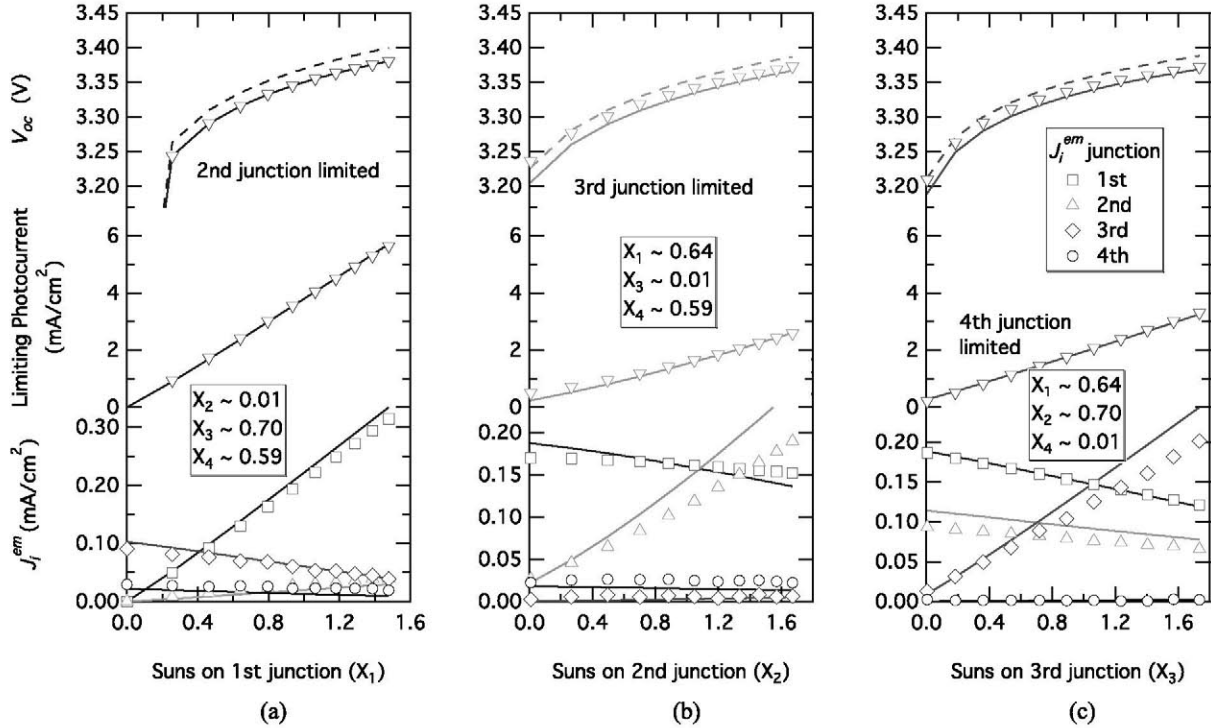 3.45
3.40
3.35
3.30
3.25
3.20
V_oc (V)
2nd junction limited
6
4
2
0
Limiting Photocurrent
(mA/cm²)
X₂ ~ 0.01
X₃ ~ 0.70
X₄ ~ 0.59
0.30
0.20
0.10
0.00
J_i^em (mA/cm²)
0.0 0.4 0.8 1.2 1.6
Suns on 1st junction (X₁)
(a)
3.45
3.40
3.35
3.30
3.25
3.20
3rd junction limited
6
4
2
0
X₁ ~ 0.64
X₃ ~ 0.01
X₄ ~ 0.59
0.20
0.15
0.10
0.05
0.00
0.0 0.4 0.8 1.2 1.6
Suns on 2nd junction (X₂)
(b)
3.45
3.40
3.35
3.30
3.25
3.20
J_i^em junction
1st
2nd
3rd
4th
6
4
2
0
4th junction
limited
X₁ ~ 0.64
X₂ ~ 0.70
X₄ ~ 0.01
0.20
0.15
0.10
0.05
0.00
0.0 0.4 0.8 1.2 1.6
Suns on 3rd junction (X₃)
(c)